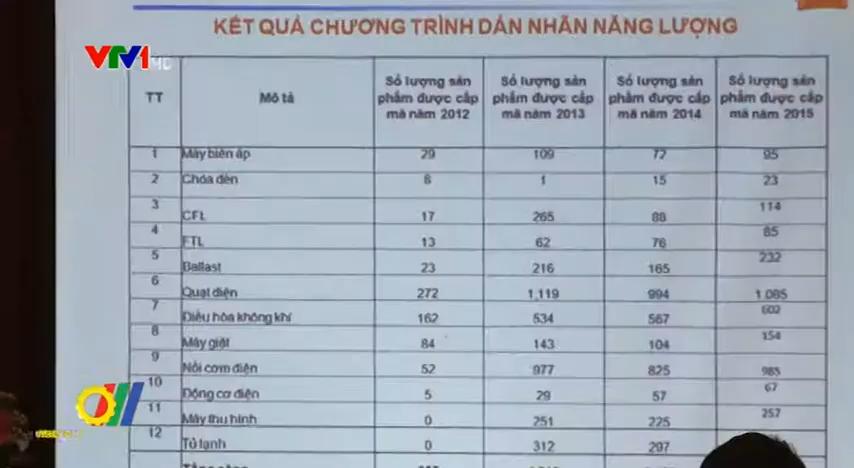 KẾT QUẢ CHƯƠNG TRÌNH DÁN NHÃN NĂNG LƯỢNG
VTV1
TT Mô tả Số lượng sản phẩm được cấp mã năm 2012 Số lượng sản phẩm được cấp mã năm 2013 Số lượng sản phẩm được cấp mã năm 2014 Số lượng sản phẩm được cấp mã năm 2015
1 Máy biến áp 29 109 72 95
2 Chóa đèn 8 1 15 23
3 CFL 17 265 88 114
4 FTL 13 62 76 85
5 Ballast 23 216 165 232
6 Quạt điện 272 1,119 994 1 085
7 Điều hòa không khí 162 534 567 602
8 Máy giặt 84 143 104 154
9 Nồi cơm điện 52 977 825 985
10 Động cơ điện 5 29 57 67
11 Máy thu hình 0 251 225 257
12 Tủ lạnh 0 312 297